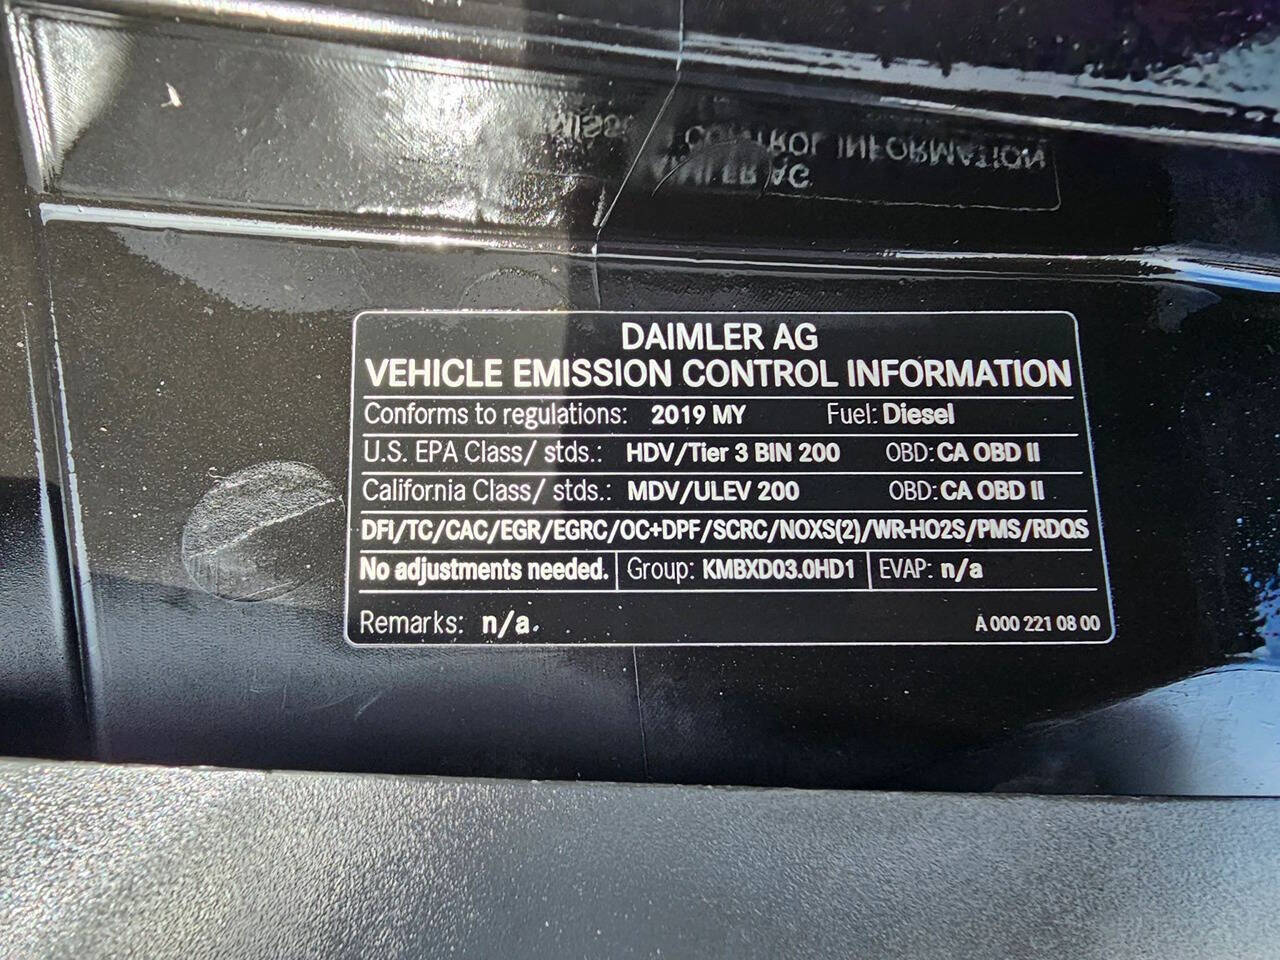 DAIMLER AG
VEHICLE EMISSION CONTROL INFORMATION
Conforms to regulations: 2019 MY Fuel: Diesel
U.S. EPA Class/ stds.: HDV/Tier 3 BIN 200 OBD: CA OBD II
California Class/ stds.: MDV/ULEV 200 OBD: CA OBD II
DFI/TC/CAC/EGR/EGRC/OC+DPF/SCRC/NOXS(2)/WR-HO2S/PMS/RDQS
No adjustments needed. Group: KMBXD03.0HD1 EVAP: n/a
Remarks: n/a. A 000 221 08 00